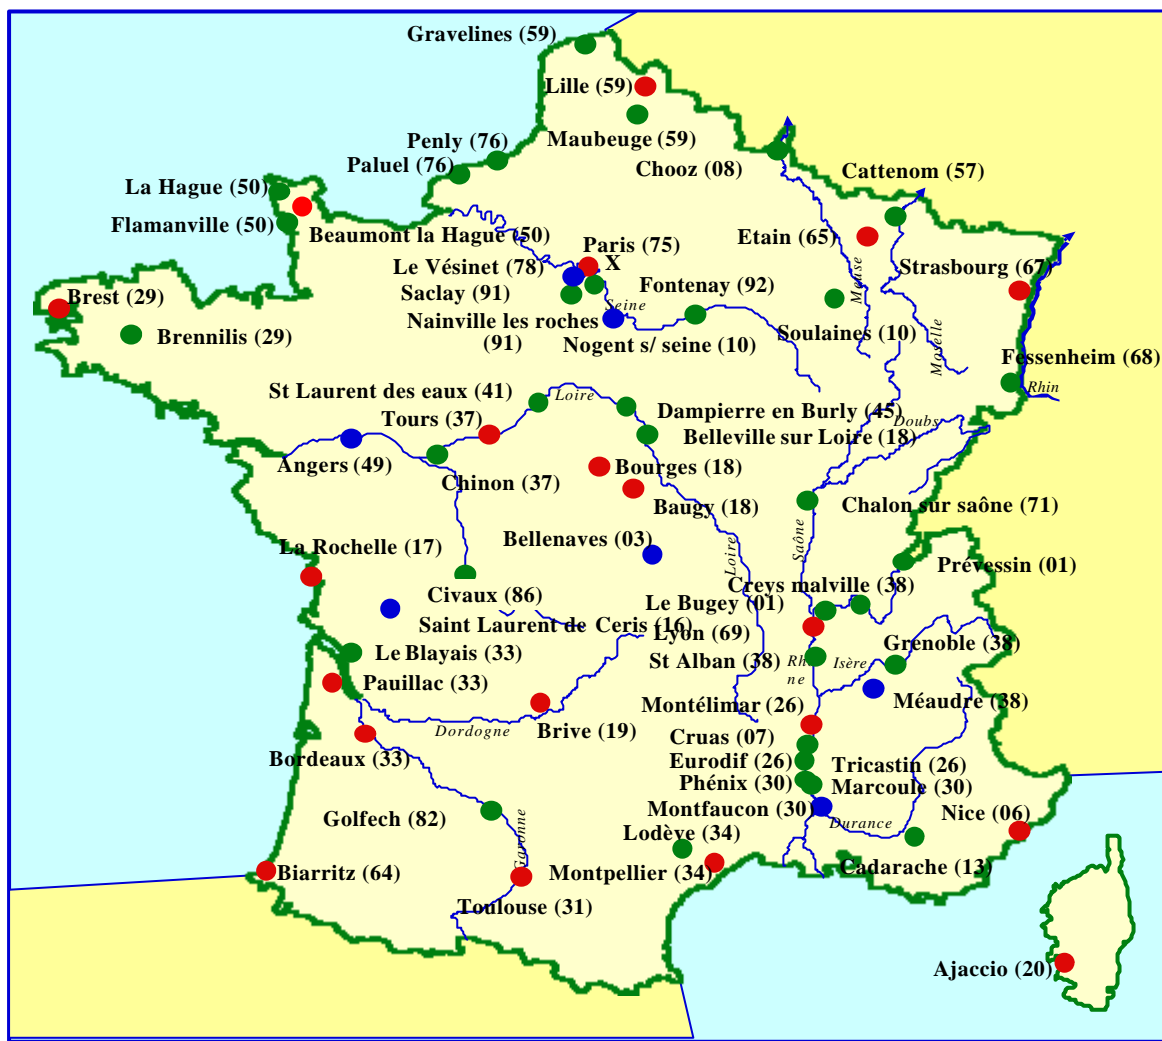 Gravelines (59)
Lille (59)
Maubeuge (59)
Penly (76)
Paluel (76)
Chooz (08)
Cattenom (57)
La Hague (50)
Flamanville (50)
Beaumont la Hague (50)
Etain (65)
Paris (75)
X
Le Vésinet (78)
Strasbourg (67)
Saclay (91)
Fontenay (92)
Meuse
Brest (29)
Seine
Nainville les roches
(91)
Soulaines (10)
Brennilis (29)
Nogent s/ seine (10)
Moselle
Fessenheim (68)
Rhin
St Laurent des eaux (41)
Loire
Tours (37)
Dampierre en Burly (45)
Doubs
Belleville sur Loire (18)
Angers (49)
Chinon (37)
Bourges (18)
Baugy (18)
Chalon sur saône (71)
La Rochelle (17)
Bellenaves (03)
Loire
Saône
Prévessin (01)
Creys malville (38)
Civaux (86)
Le Bugey (01)
Saint Laurent de Ceris (16)
Lyon (69)
Grenoble (38)
Le Blayais (33)
St Alban (38)
Rh
ne
Isère
Pauillac (33)
Méaudre (38)
Montélimar (26)
Brive (19)
Dordogne
Cruas (07)
Bordeaux (33)
Eurodif (26)
Tricastin (26)
Phénix (30)
Marcoule (30)
Montfaucon (30)
Golfech (82)
Nice (06)
Durance
Lodève (34)
Garonne
Cadarache (13)
Biarritz (64)
Montpellier (34)
Toulouse (31)
Ajaccio (20)